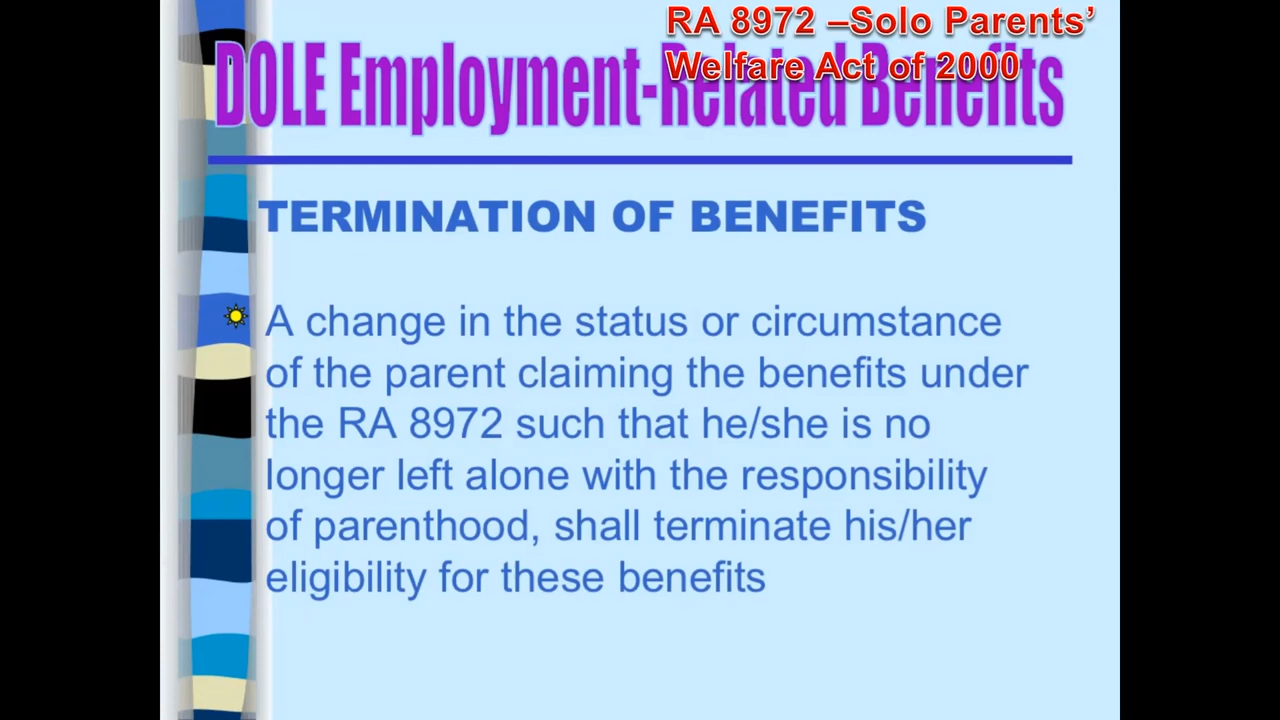 RA 8972 –Solo Parents’
Welfare Act of 2000
DOLE Employment-Related Benefits
TERMINATION OF BENEFITS
A change in the status or circumstance
of the parent claiming the benefits under
the RA 8972 such that he/she is no
longer left alone with the responsibility
of parenthood, shall terminate his/her
eligibility for these benefits